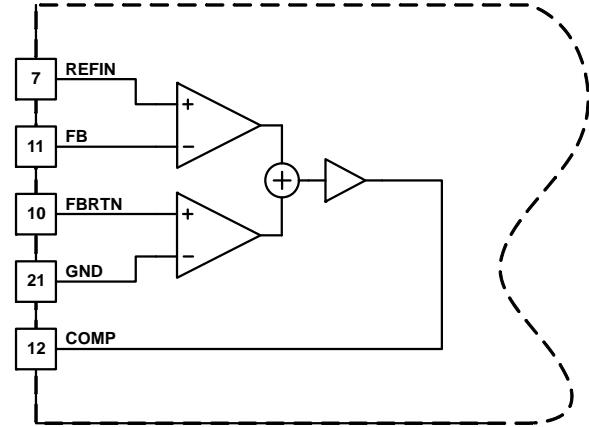 7 REFIN
+
11 FB
−
+
10 FBRTN
+
21 GND
−
12 COMP